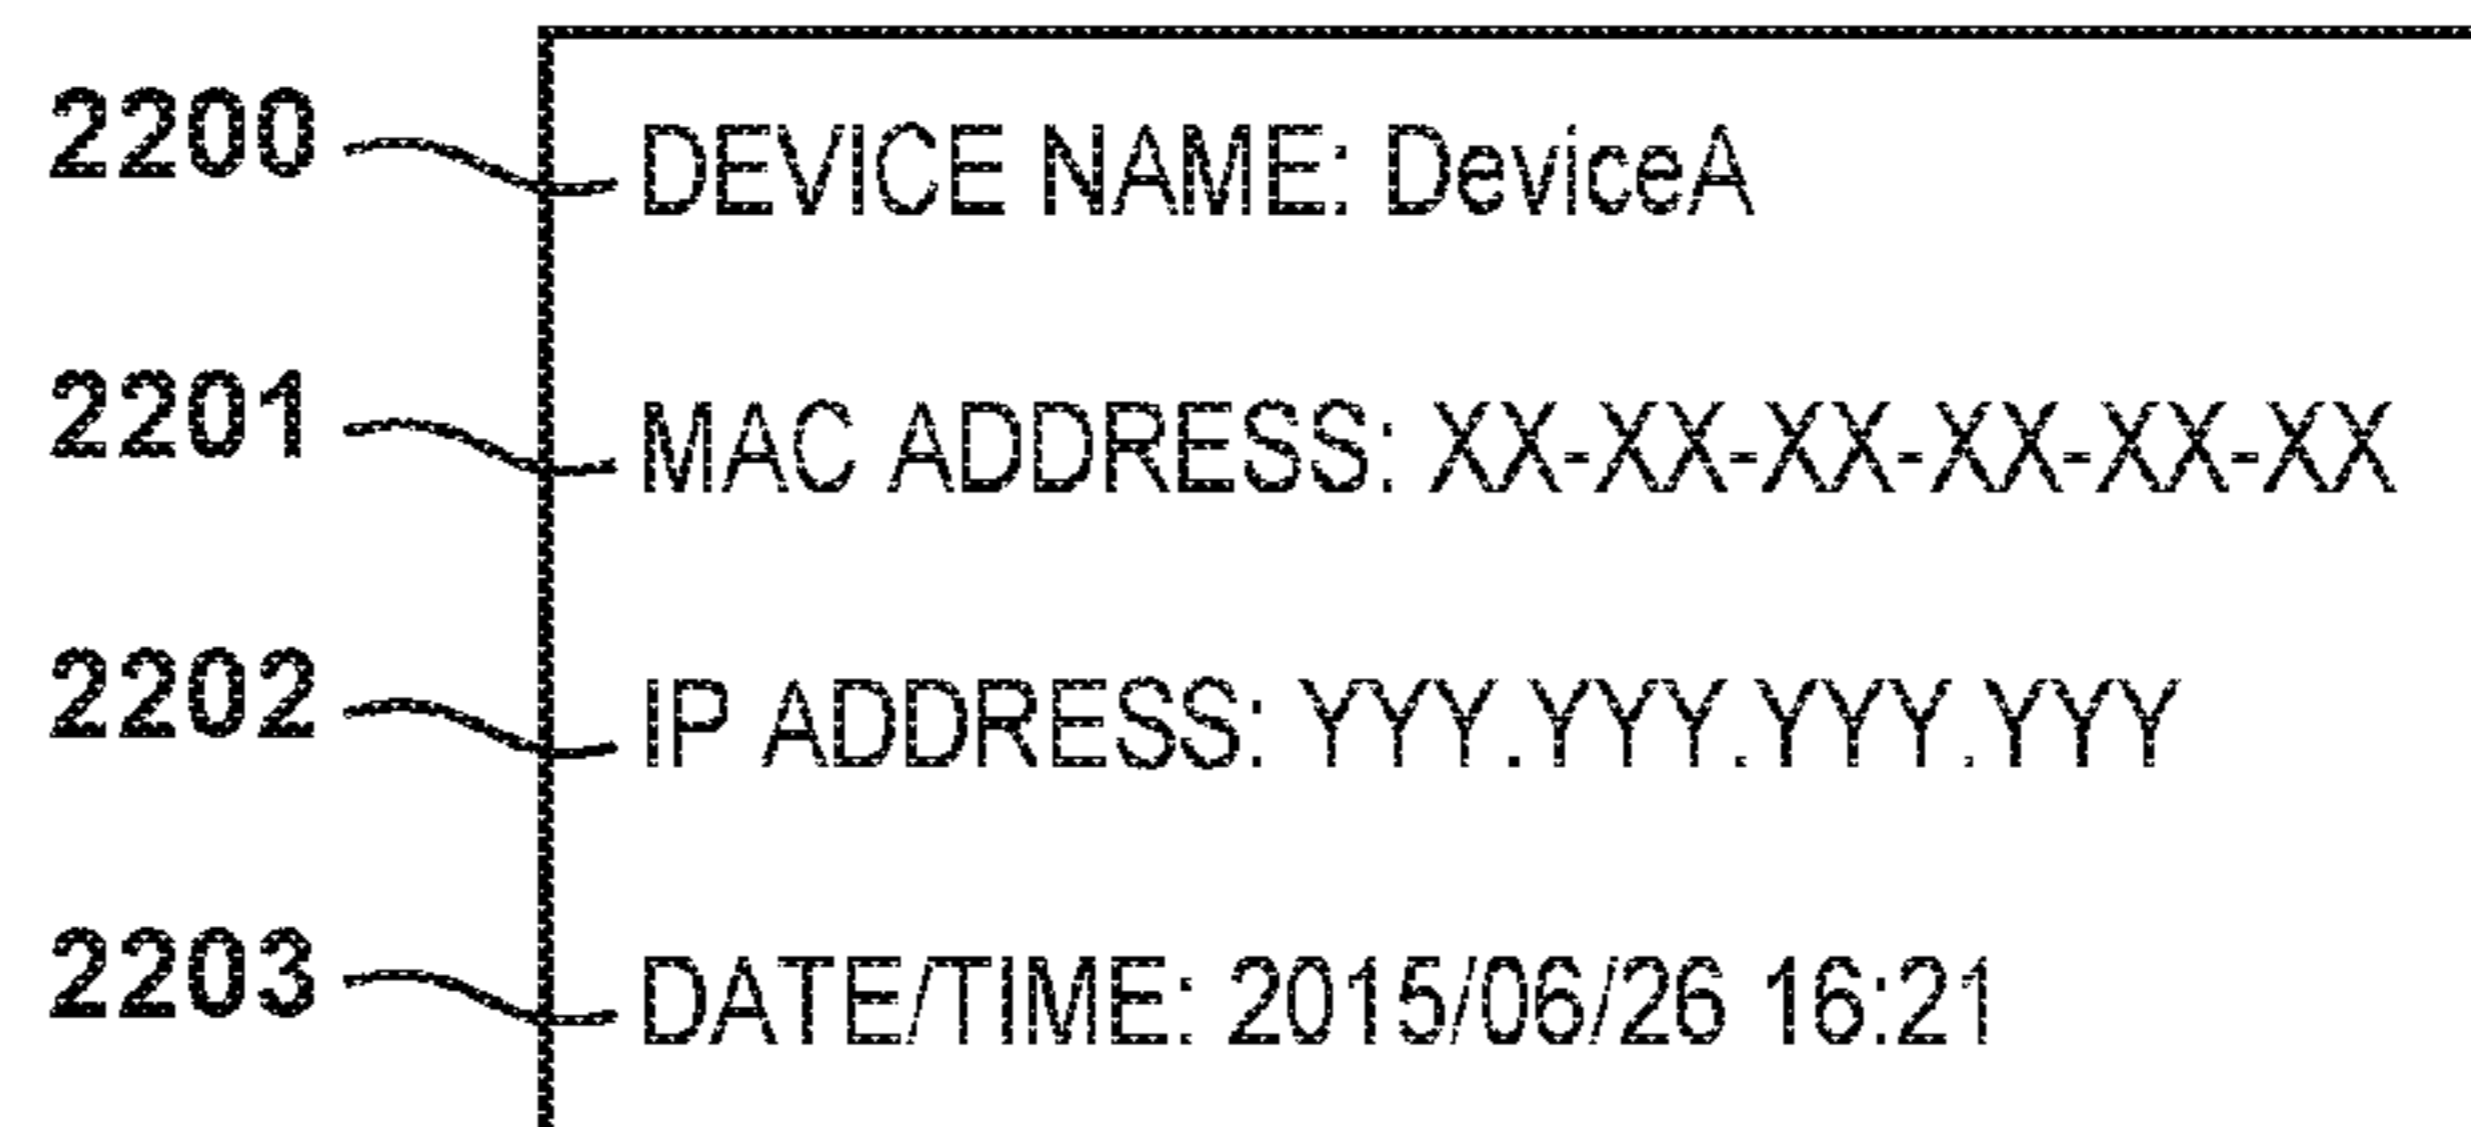 2200 DEVICE NAME: DeviceA
2201 MAC ADDRESS: XX-XX-XX-XX-XX-XX
2202 IP ADDRESS: YYY.YYY.YYY.YYY
2203 DATE/TIME: 2015/06/26 16:21